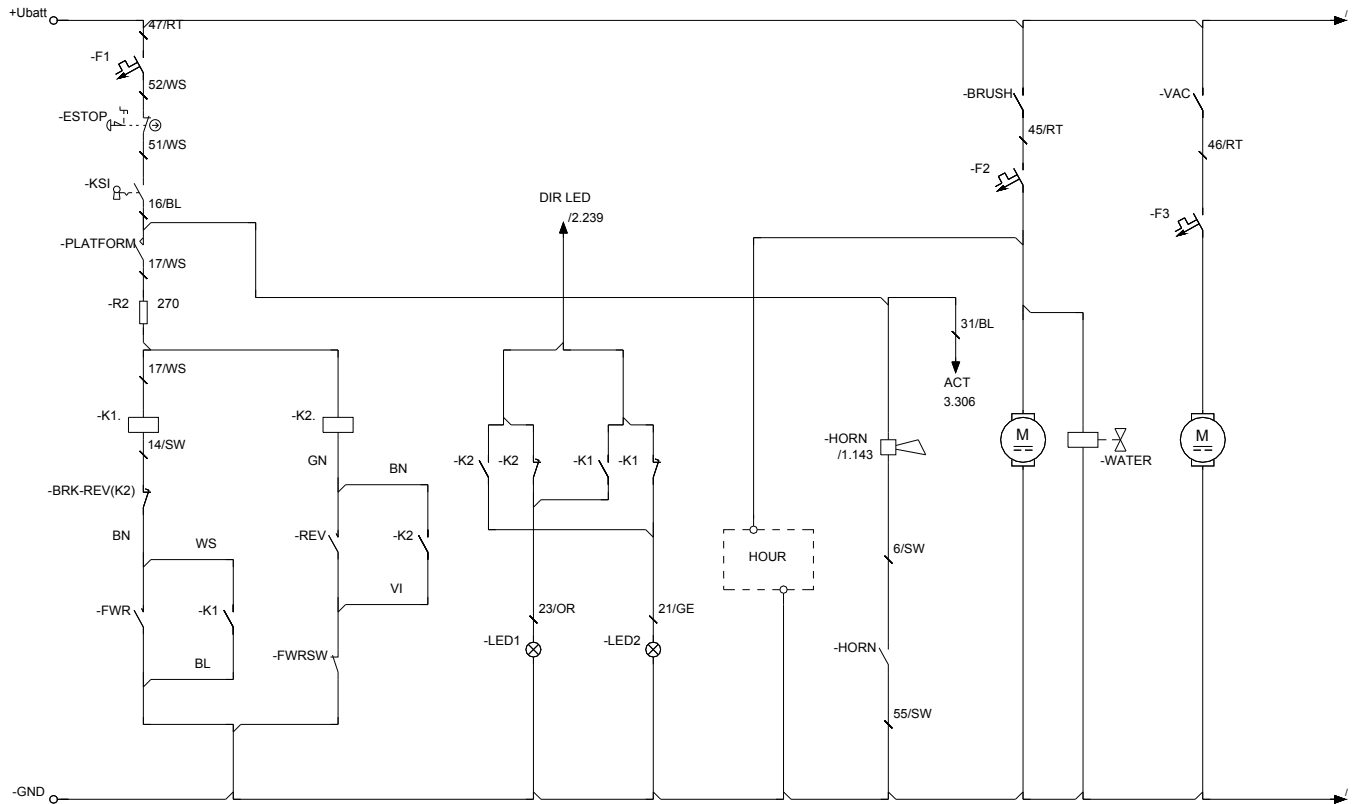 +Ubatt
/
47/RT
-F1
52/WS
-ESTOP
-BRUSH
-VAC
45/RT
51/WS
46/RT
-F2
-KSI
DIR LED
16/BL
/2.239
-F3
-PLATFORM
17/WS
-R2 270
31/BL
17/WS
ACT
3.306
-K1.
-K2.
M
M
14/SW
-HORN
/1.143
GN
BN
-K2
-K2
-K1
-K1
-WATER
-BRK-REV(K2)
BN
WS
-REV
-K2
6/SW
HOUR
VI
-FWR
-K1
23/OR
21/GE
-LED1
-LED2
-HORN
-FWRSW
BL
55/SW
-GND
/